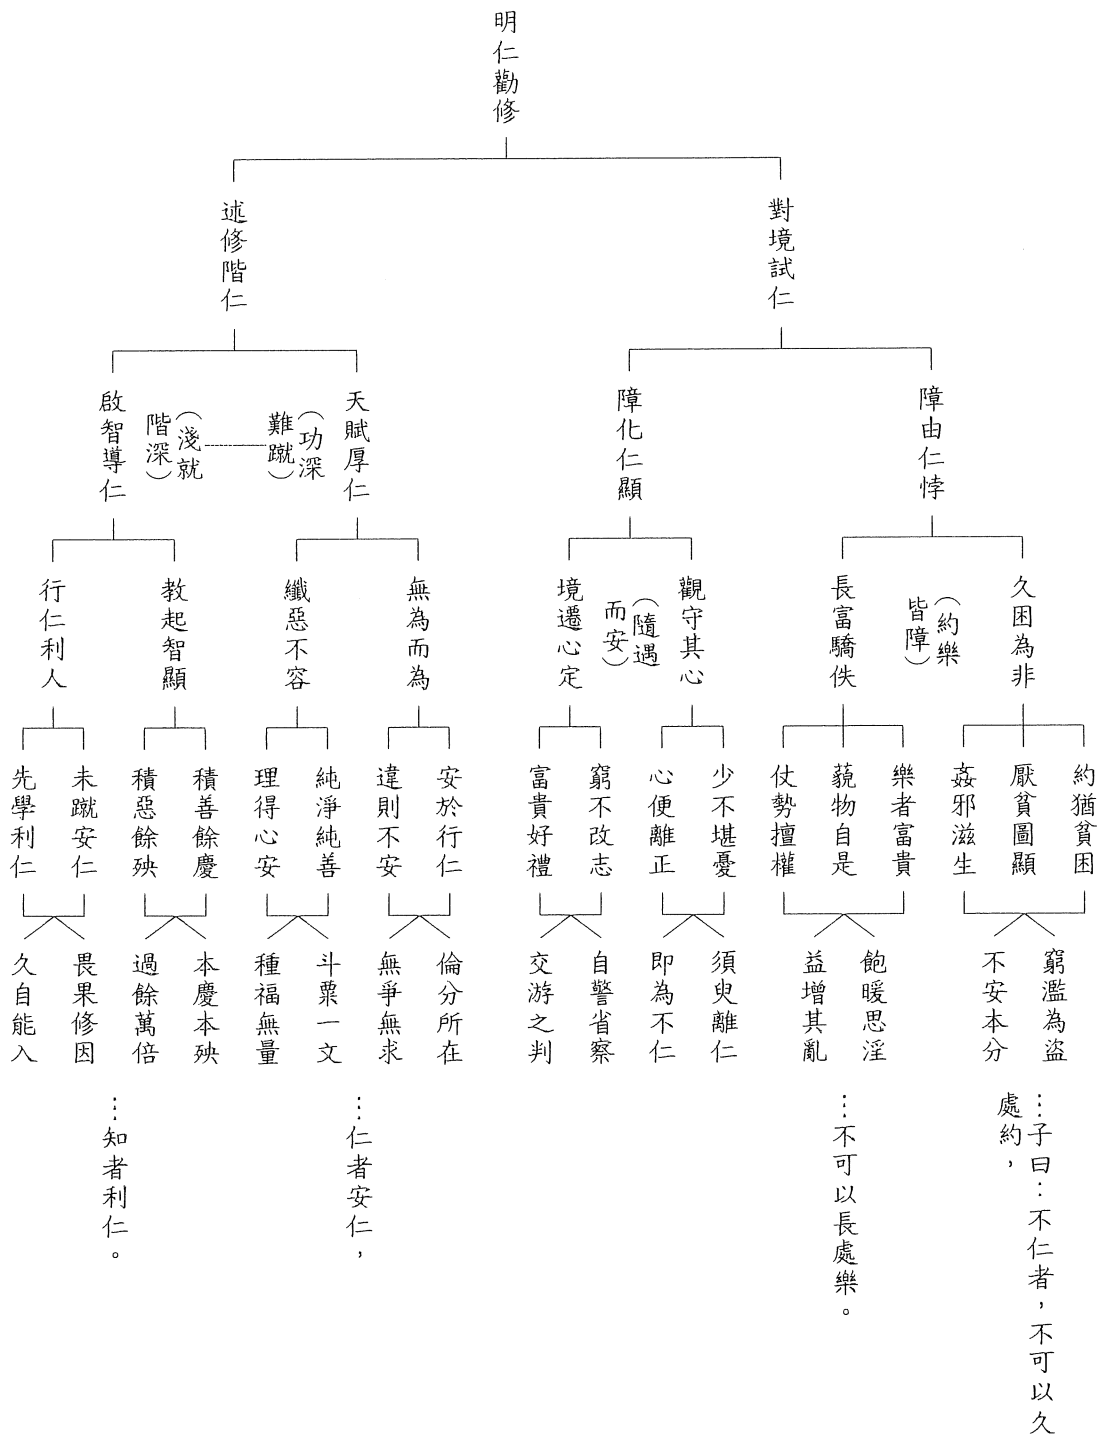 明仁勸修
對境試仁
述修階仁
障由仁悖
障化仁顯
天賦厚仁
（功深
難蹴）
（淺就
階深）
啟智導仁
久困為非
（約樂
皆障）
長富驕佚
觀守其心
（隨遇
而安）
境遷心定
無為而為
纖惡不容
教起智顯
行仁利人
約猶貧困
厭貧圖顯
姦邪滋生
樂者富貴
藐物自是
仗勢擅權
少不堪憂
心便離正
窮不改志
富貴好禮
安於行仁
違則不安
純淨純善
理得心安
積善餘慶
積惡餘殃
未蹴安仁
先學利仁
窮濫為盜
不安本分
飽暖思淫
益增其亂
須臾離仁
即為不仁
自警省察
交游之判
倫分所在
無爭無求
斗粟一文
種福無量
本慶本殃
過餘萬倍
畏果修因
久自能入
…子曰：不仁者，不可以久
處約，
…不可以長處樂。
…仁者安仁，
…知者利仁。